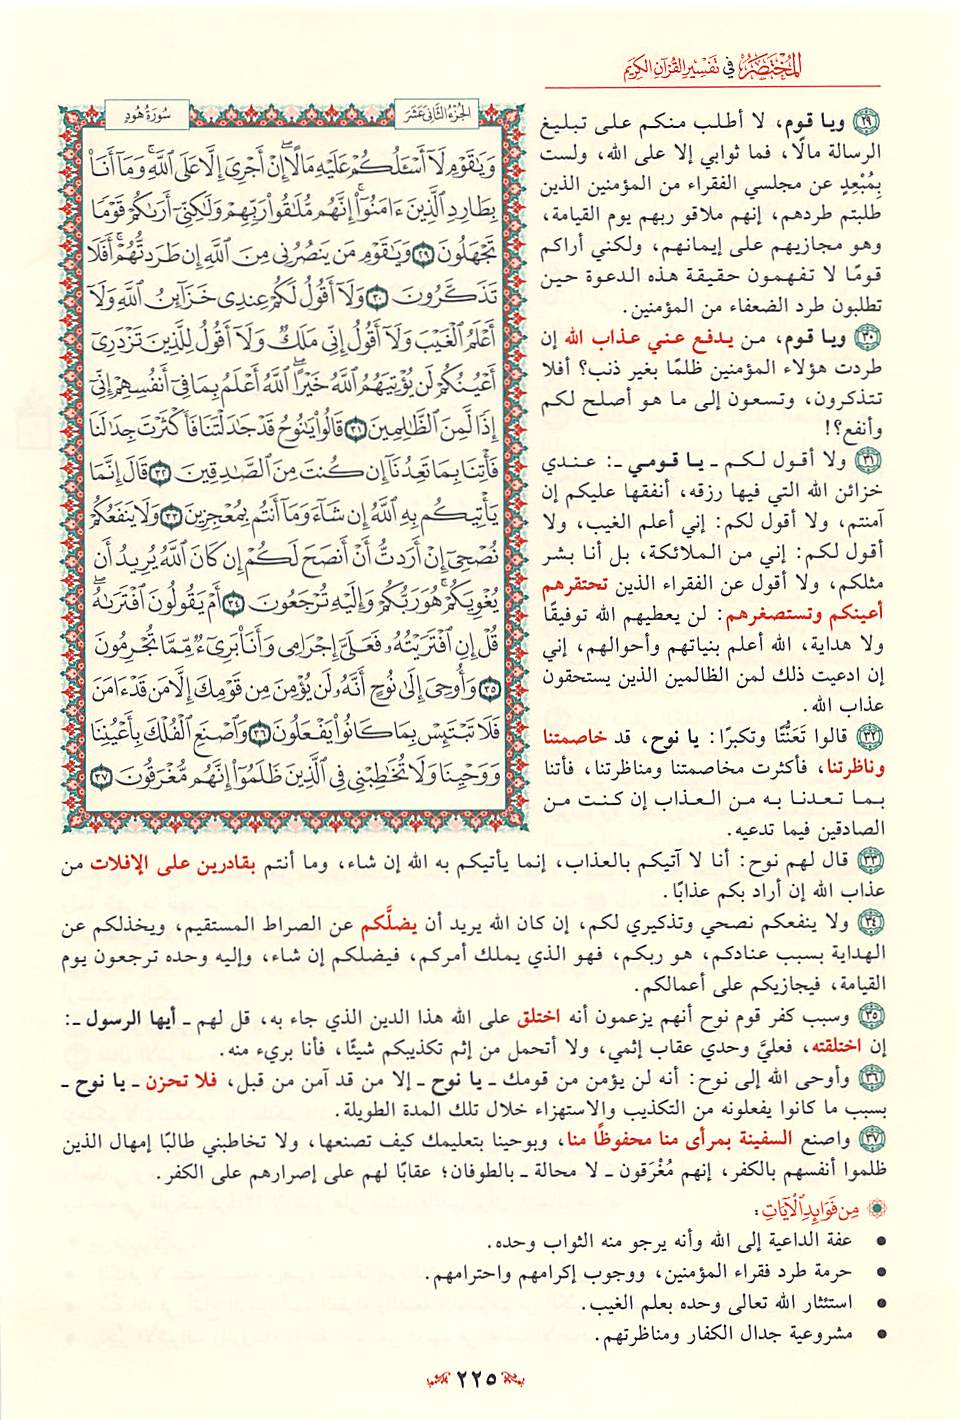 المختصر في تفسير القرآن الكريم
الجزء الثاني عشر
سورة هود
وَيَٰقَوْمِ لَآ أَسْـَٔلُكُمْ عَلَيْهِ مَالًاۖ إِنْ أَجْرِيَ إِلَّا عَلَى ٱللَّهِۚ وَمَآ أَنَا۠
بِطَارِدِ ٱلَّذِينَ ءَامَنُوٓا۟ۚ إِنَّهُم مُّلَٰقُوا۟ رَبِّهِمْ وَلَٰكِنِّيٓ أَرَىٰكُمْ قَوْمًا
تَجْهَلُونَ ٢٩ وَيَٰقَوْمِ مَن يَنصُرُنِي مِنَ ٱللَّهِ إِن طَرَدتُّهُمْۚ أَفَلَا
تَذَكَّرُونَ ٣٠ وَلَآ أَقُولُ لَكُمْ عِندِي خَزَآئِنُ ٱللَّهِ وَلَآ
أَعْلَمُ ٱلْغَيْبَ وَلَآ أَقُولُ إِنِّي مَلَكٌ وَلَآ أَقُولُ لِلَّذِينَ تَزْدَرِيٓ
أَعْيُنُكُمْ لَن يُؤْتِيَهُمُ ٱللَّهُ خَيْرًاۖ ٱللَّهُ أَعْلَمُ بِمَا فِيٓ أَنفُسِهِمْ إِنِّيٓ
إِذًا لَّمِنَ ٱلظَّٰلِمِينَ ٣١ قَالُوا۟ يَٰنُوحُ قَدْ جَٰدَلْتَنَا فَأَكْثَرْتَ جِدَٰلَنَا
فَأْتِنَا بِمَا تَعِدُنَآ إِن كُنتَ مِنَ ٱلصَّٰدِقِينَ ٣٢ قَالَ إِنَّمَا
يَأْتِيكُم بِهِ ٱللَّهُ إِن شَآءَ وَمَآ أَنتُم بِمُعْجِزِينَ ٣٣ وَلَا يَنفَعُكُمْ
نُصْحِيٓ إِنْ أَرَدتُّ أَنْ أَنصَحَ لَكُمْ إِن كَانَ ٱللَّهُ يُرِيدُ أَن
يُغْوِيَكُمْۚ هُوَ رَبُّكُمْ وَإِلَيْهِ تُرْجَعُونَ ٣٤ أَمْ يَقُولُونَ ٱفْتَرَىٰهُۖ
قُلْ إِنِ ٱفْتَرَيْتُهُۥ فَعَلَيَّ إِجْرَامِي وَأَنَا۠ بَرِيٓءٌ مِّمَّا تُجْرِمُونَ
٣٥ وَأُوحِيَ إِلَىٰ نُوحٍ أَنَّهُۥ لَن يُؤْمِنَ مِن قَوْمِكَ إِلَّا مَن قَدْ ءَامَنَ
فَلَا تَبْتَئِسْ بِمَا كَانُوا۟ يَفْعَلُونَ ٣٦ وَٱصْنَعِ ٱلْفُلْكَ بِأَعْيُنِنَا
وَوَحْيِنَا وَلَا تُخَٰطِبْنِي فِي ٱلَّذِينَ ظَلَمُوٓا۟ إِنَّهُم مُّغْرَقُونَ ٣٧
٢٩ ويا قوم، لا أطلب منكم على تبليغ
الرسالة مالًا، فما ثوابي إلا على الله، ولست
بِمُبْعِدٍ عن مجلسي الفقراء من المؤمنين الذين
طلبتم طردهم، إنهم ملاقو ربهم يوم القيامة،
وهو مجازيهم على إيمانهم، ولكني أراكم
قومًا لا تفهمون حقيقة هذه الدعوة حين
تطلبون طرد الضعفاء من المؤمنين.
٣٠ ويا قوم، من يدفع عني عذاب الله إن
طردت هؤلاء المؤمنين ظلمًا بغير ذنب؟ أفلا
تتذكرون، وتسعون إلى ما هو أصلح لكم
وأنفع؟!
٣١ ولا أقول لكم ـ يا قومي ـ: عندي
خزائن الله التي فيها رزقه، أنفقها عليكم إن
آمنتم، ولا أقول لكم: إني أعلم الغيب، ولا
أقول لكم: إني من الملائكة، بل أنا بشر
مثلكم، ولا أقول عن الفقراء الذين تحتقرهم
أعينكم وتستصغرهم: لن يعطيهم الله توفيقًا
ولا هداية، الله أعلم بنياتهم وأحوالهم، إني
إن ادعيت ذلك لمن الظالمين الذين يستحقون
عذاب الله.
٣٢ قالوا تَعَنُّتًا وتكبرًا: يا نوح، قد خاصمتنا
وناظرتنا، فأكثرت مخاصمتنا ومناظرتنا، فأتنا
بما تعدنا به من العذاب إن كنت من
الصادقين فيما تدعيه.
٣٣ قال لهم نوح: أنا لا آتيكم بالعذاب، إنما يأتيكم به الله إن شاء، وما أنتم بقادرين على الإفلات من
عذاب الله إن أراد بكم عذابًا.
٣٤ ولا ينفعكم نصحي وتذكيري لكم، إن كان الله يريد أن يضلَّكم عن الصراط المستقيم، ويخذلكم عن
الهداية بسبب عنادكم، هو ربكم، فهو الذي يملك أمركم، فيضلكم إن شاء، وإليه وحده ترجعون يوم
القيامة، فيجازيكم على أعمالكم.
٣٥ وسبب كفر قوم نوح أنهم يزعمون أنه اختلق على الله هذا الدين الذي جاء به، قل لهم ـ أيها الرسول ـ:
إن اختلقته، فعليَّ وحدي عقاب إثمي، ولا أتحمل من إثم تكذيبكم شيئًا، فأنا بريء منه.
٣٦ وأوحى الله إلى نوح: أنه لن يؤمن من قومك ـ يا نوح ـ إلا من قد آمن من قبل، فلا تحزن ـ يا نوح ـ
بسبب ما كانوا يفعلونه من التكذيب والاستهزاء خلال تلك المدة الطويلة.
٣٧ واصنع السفينة بمرأى منا محفوظًا منا، وبوحينا بتعليمك كيف تصنعها، ولا تخاطبني طالبًا إمهال الذين
ظلموا أنفسهم بالكفر، إنهم مُغْرَقون ـ لا محالة ـ بالطوفان؛ عقابًا لهم على إصرارهم على الكفر.
من فوائد الآيات:
● عفة الداعية إلى الله وأنه يرجو منه الثواب وحده.
● حرمة طرد فقراء المؤمنين، ووجوب إكرامهم واحترامهم.
● استئثار الله تعالى وحده بعلم الغيب.
● مشروعية جدال الكفار ومناظرتهم.
٢٢٥